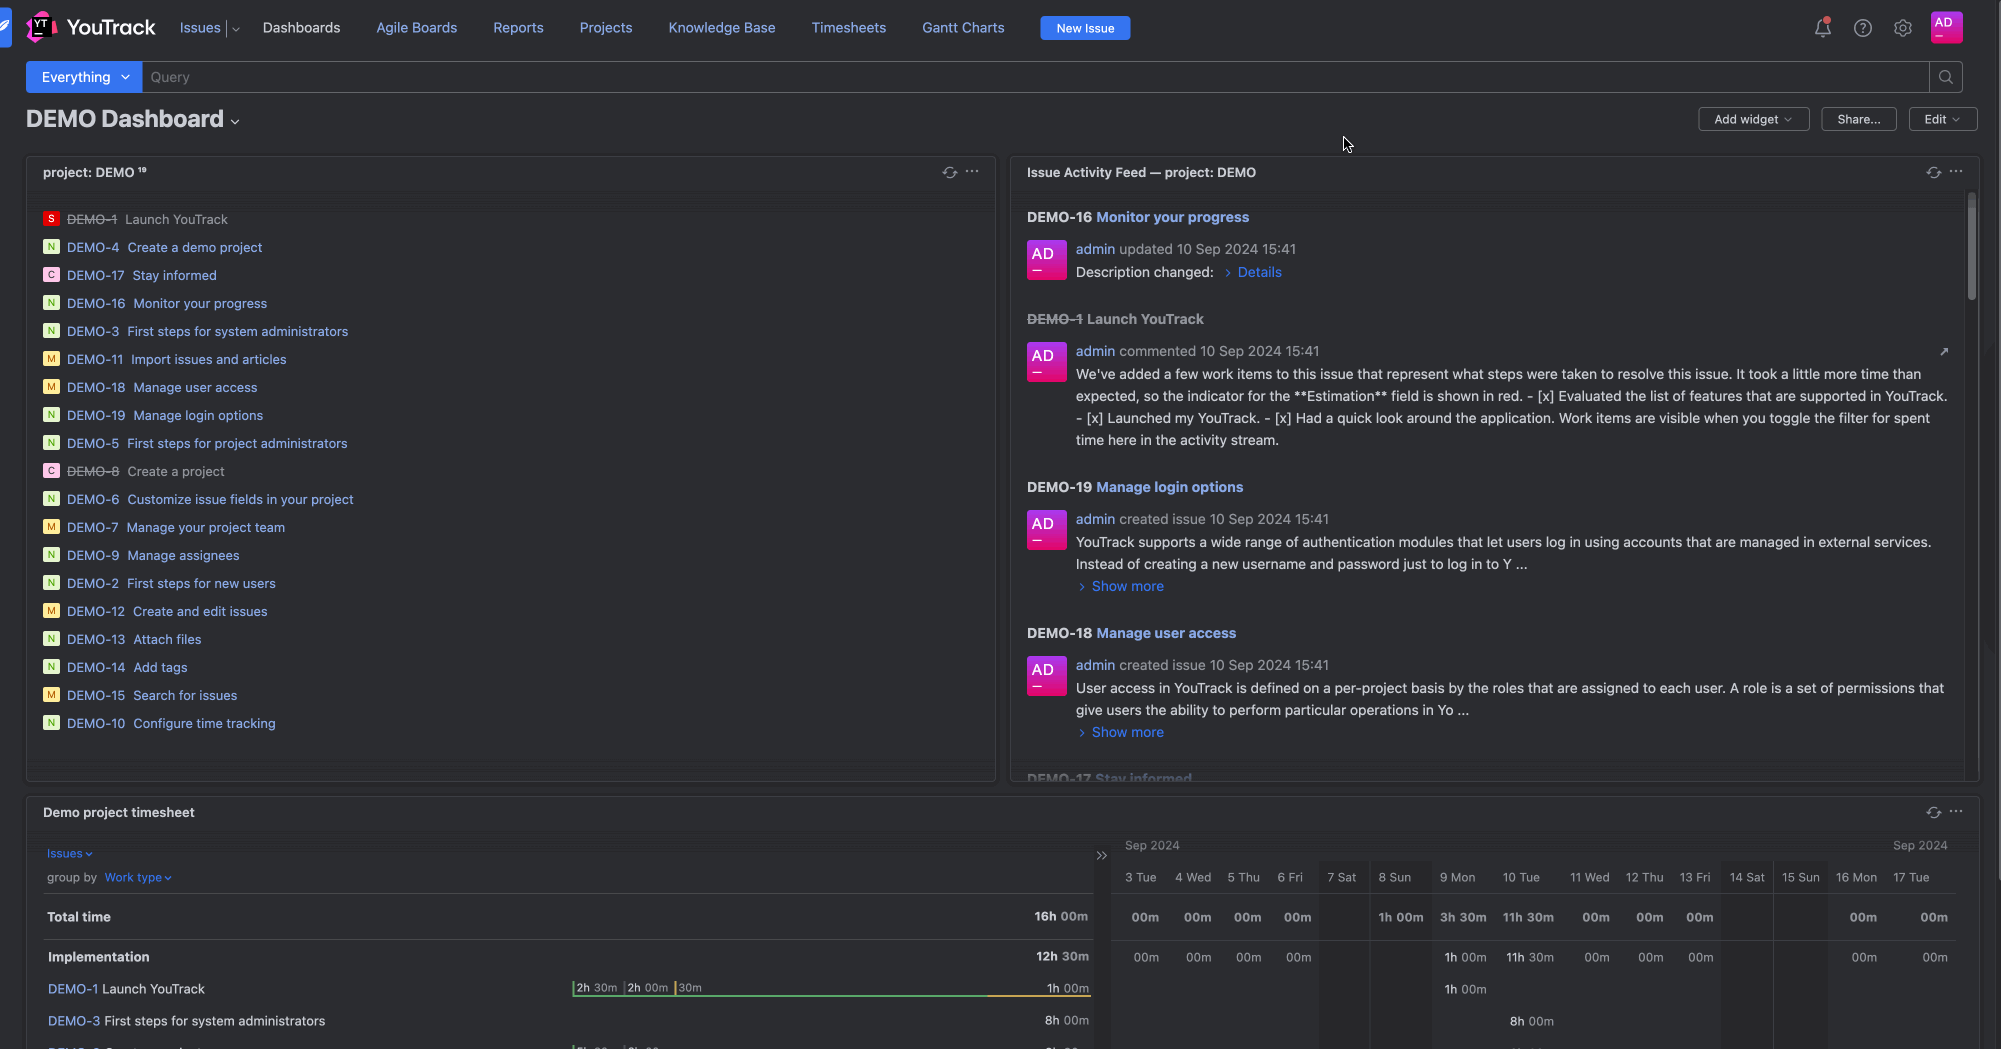 YT YouTrack Issues Dashboards Agile Boards Reports Projects Knowledge Base Timesheets Gantt Charts New Issue AD
Everything Query
DEMO Dashboard Add widget Share... Edit
project: DEMO 19
S DEMO-1 Launch YouTrack
N DEMO-4 Create a demo project
C DEMO-17 Stay informed
N DEMO-16 Monitor your progress
N DEMO-3 First steps for system administrators
M DEMO-11 Import issues and articles
M DEMO-18 Manage user access
N DEMO-19 Manage login options
N DEMO-5 First steps for project administrators
C DEMO-8 Create a project
N DEMO-6 Customize issue fields in your project
M DEMO-7 Manage your project team
N DEMO-9 Manage assignees
N DEMO-2 First steps for new users
M DEMO-12 Create and edit issues
N DEMO-13 Attach files
N DEMO-14 Add tags
M DEMO-15 Search for issues
N DEMO-10 Configure time tracking
Issue Activity Feed — project: DEMO
DEMO-16 Monitor your progress
AD admin updated 10 Sep 2024 15:41
Description changed: > Details
DEMO-1 Launch YouTrack
AD admin commented 10 Sep 2024 15:41
We've added a few work items to this issue that represent what steps were taken to resolve this issue. It took a little more time than
expected, so the indicator for the **Estimation** field is shown in red. - [x] Evaluated the list of features that are supported in YouTrack.
- [x] Launched my YouTrack. - [x] Had a quick look around the application. Work items are visible when you toggle the filter for spent
time here in the activity stream.
DEMO-19 Manage login options
AD admin created issue 10 Sep 2024 15:41
YouTrack supports a wide range of authentication modules that let users log in using accounts that are managed in external services.
Instead of creating a new username and password just to log in to Y ...
> Show more
DEMO-18 Manage user access
AD admin created issue 10 Sep 2024 15:41
User access in YouTrack is defined on a per-project basis by the roles that are assigned to each user. A role is a set of permissions that
give users the ability to perform particular operations in Yo ...
> Show more
DEMO-17 Stay informed
Demo project timesheet
Issues
group by Work type
Sep 2024 Sep 2024
3 Tue 4 Wed 5 Thu 6 Fri 7 Sat 8 Sun 9 Mon 10 Tue 11 Wed 12 Thu 13 Fri 14 Sat 15 Sun 16 Mon 17 Tue
Total time 16h 00m 00m 00m 00m 00m 1h 00m 3h 30m 11h 30m 00m 00m 00m 00m 00m
Implementation 12h 30m 00m 00m 00m 00m 1h 00m 11h 30m 00m 00m 00m 00m 00m
DEMO-1 Launch YouTrack 2h 30m 2h 00m 30m 1h 00m 1h 00m
DEMO-3 First steps for system administrators 8h 00m 8h 00m